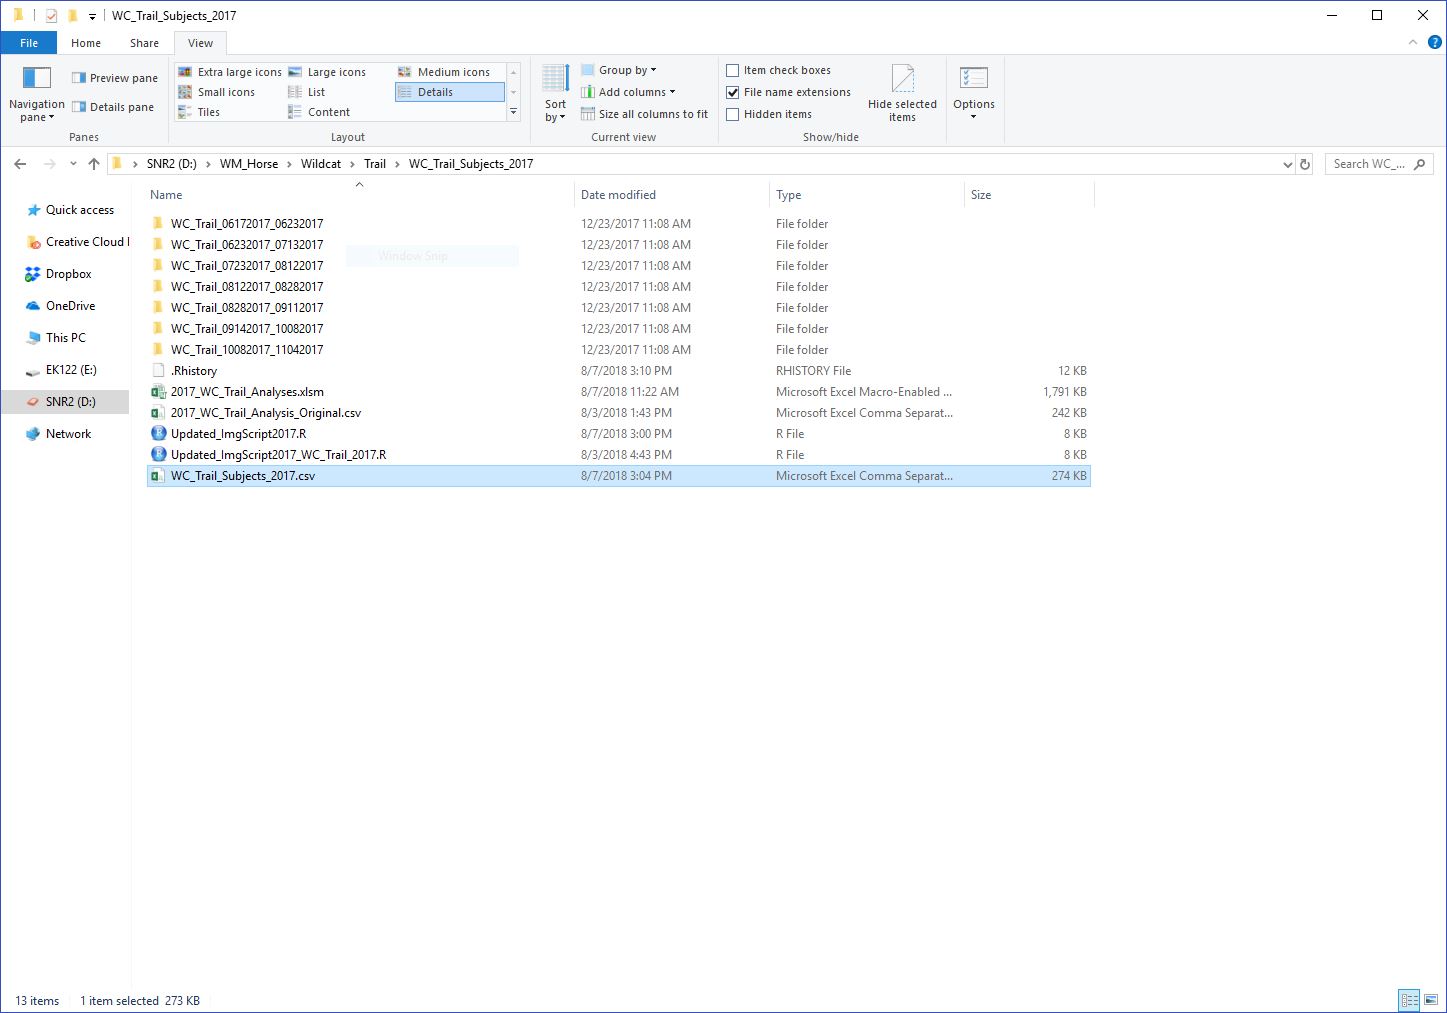 WC_Trail_Subjects_2017
File Home Share View
Navigation pane
Preview pane
Details pane
Panes
Extra large icons Large icons Medium icons
Small icons List Details
Tiles Content
Layout
Sort by
Group by
Add columns
Size all columns to fit
Current view
Item check boxes
File name extensions
Hidden items
Hide selected items
Show/hide
Options
SNR2 (D:) > WM_Horse > Wildcat > Trail > WC_Trail_Subjects_2017
Search WC_...
Quick access
Creative Cloud
Dropbox
OneDrive
This PC
EK122 (E:)
SNR2 (D:)
Network
Name Date modified Type Size
WC_Trail_06172017_06232017 12/23/2017 11:08 AM File folder
WC_Trail_06232017_07132017 12/23/2017 11:08 AM File folder
Window Snip
WC_Trail_07232017_08122017 12/23/2017 11:08 AM File folder
WC_Trail_08122017_08282017 12/23/2017 11:08 AM File folder
WC_Trail_08282017_09112017 12/23/2017 11:08 AM File folder
WC_Trail_09142017_10082017 12/23/2017 11:08 AM File folder
WC_Trail_10082017_11042017 12/23/2017 11:08 AM File folder
.Rhistory 8/7/2018 3:10 PM RHISTORY File 12 KB
2017_WC_Trail_Analyses.xlsm 8/7/2018 11:22 AM Microsoft Excel Macro-Enabled ... 1,791 KB
2017_WC_Trail_Analysis_Original.csv 8/3/2018 1:43 PM Microsoft Excel Comma Separat... 242 KB
Updated_ImgScript2017.R 8/7/2018 3:00 PM R File 8 KB
Updated_ImgScript2017_WC_Trail_2017.R 8/3/2018 4:43 PM R File 8 KB
WC_Trail_Subjects_2017.csv 8/7/2018 3:04 PM Microsoft Excel Comma Separat... 274 KB
13 items 1 item selected 273 KB